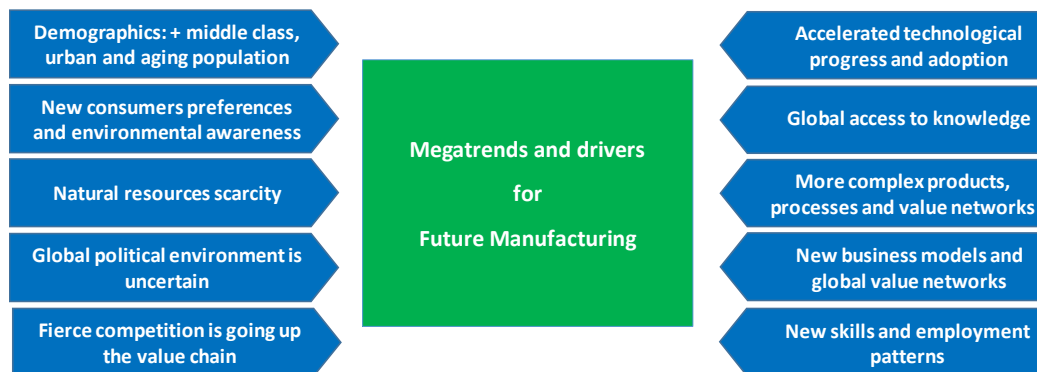 Demographics: + middle class,
urban and aging population
New consumers preferences
and environmental awareness
Natural resources scarcity
Global political environment is
uncertain
Fierce competition is going up
the value chain
Megatrends and drivers
for
Future Manufacturing
Accelerated technological
progress and adoption
Global access to knowledge
More complex products,
processes and value networks
New business models and
global value networks
New skills and employment
patterns